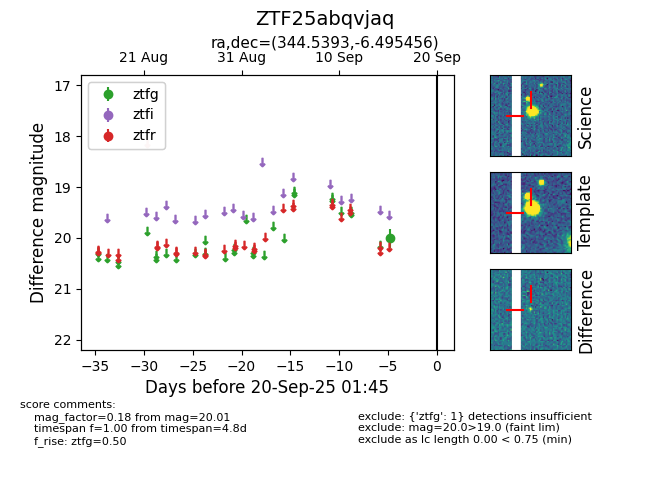 ZTF25abqvjaq
ra,dec=(344.5393,-6.495456)
21 Aug 31 Aug 10 Sep 20 Sep
ztfg
ztfi
ztfr
17
18
19
20
21
22
Difference magnitude
−35 −30 −25 −20 −15 −10 −5 0
Days before 20-Sep-25 01:45
Science
Template
Difference
score comments:
mag_factor=0.18 from mag=20.01
timespan f=1.00 from timespan=4.8d
f_rise: ztfg=0.50
exclude: {'ztfg': 1} detections insufficient
exclude: mag=20.0>19.0 (faint lim)
exclude as lc length 0.00 < 0.75 (min)